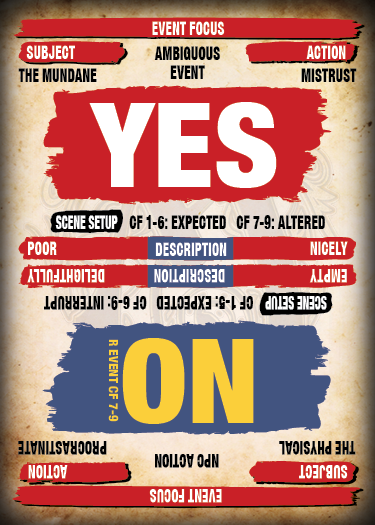 EVENT FOCUS
SUBJECT AMBIGUOUS EVENT ACTION
THE MUNDANE MISTRUST
YES
SCENE SETUP CF 1-6: EXPECTED CF 7-9: ALTERED
POOR DESCRIPTION NICELY
EVENT FOCUS
SUBJECT NPC ACTION ACTION
THE PHYSICAL PROCRASTINATE
NO
R EVENT CF 7-9
SCENE SETUP CF 1-5: EXPECTED CF 6-9: INTERRUPT
EMPTY DESCRIPTION DELIGHTFULLY